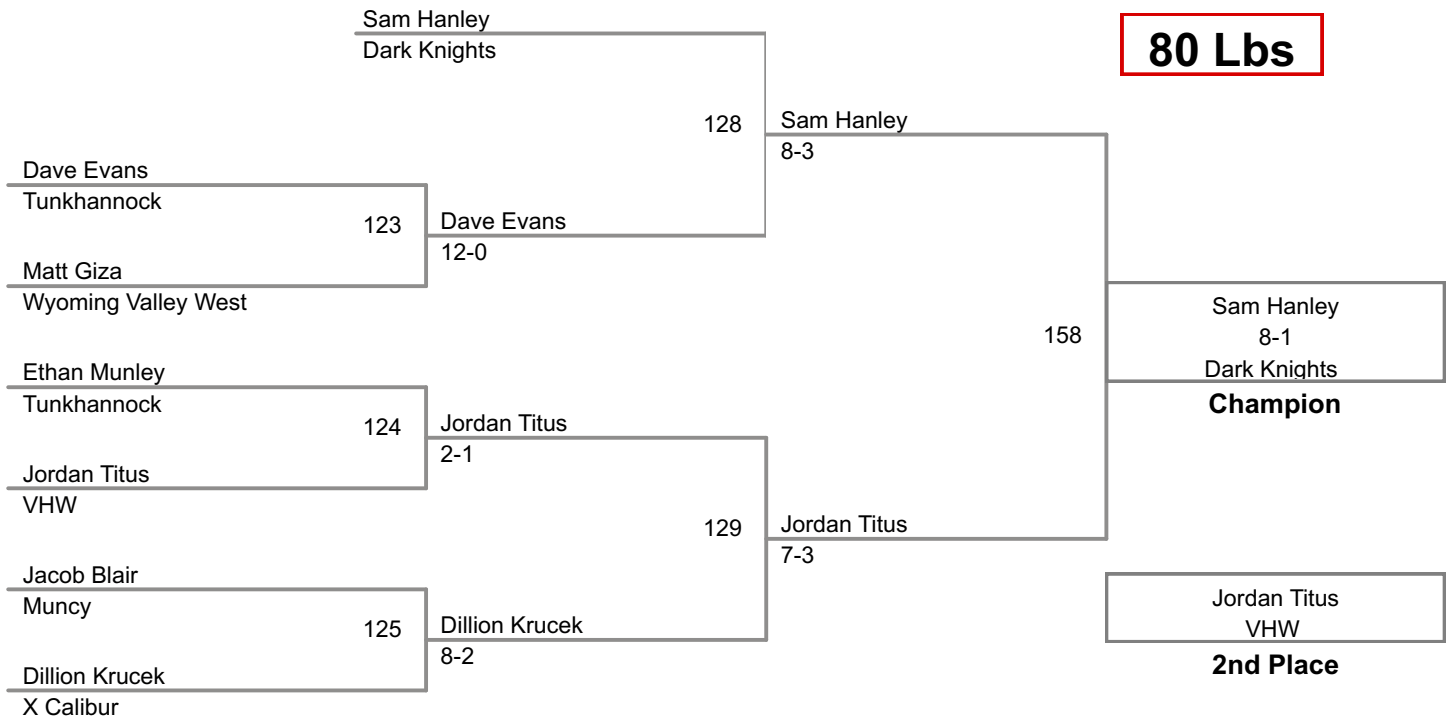 Sam Hanley
Dark Knights
80 Lbs
128
Sam Hanley
8-3
Dave Evans
Tunkhannock
123
Dave Evans
12-0
Matt Giza
Wyoming Valley West
Sam Hanley
8-1
Dark Knights
Champion
158
Ethan Munley
Tunkhannock
124
Jordan Titus
2-1
Jordan Titus
VHW
129
Jordan Titus
7-3
Jacob Blair
Muncy
125
Dillion Krucek
8-2
Dillion Krucek
X Calibur
Jordan Titus
VHW
2nd Place